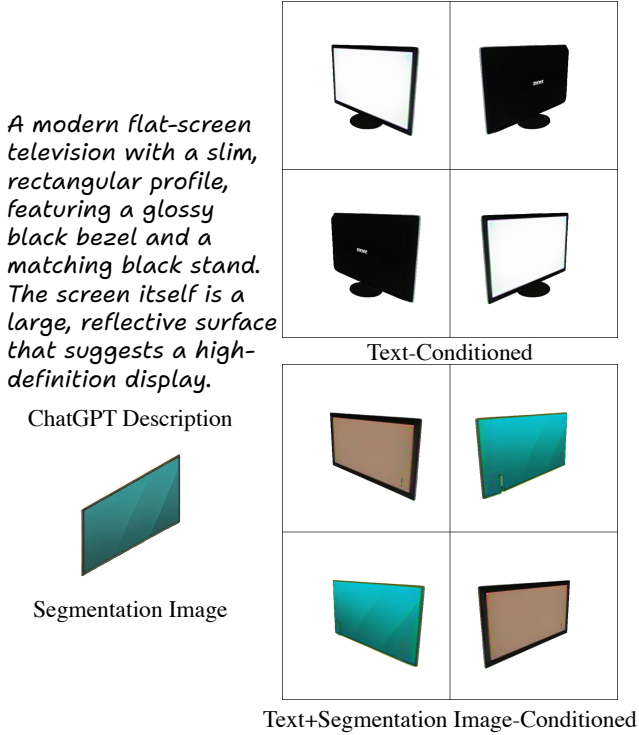 A modern flat-screen
television with a slim,
rectangular profile,
featuring a glossy
black bezel and a
matching black stand.
The screen itself is a
large, reflective surface
that suggests a high-
definition display.
ChatGPT Description
Segmentation Image
Text-Conditioned
Text+Segmentation Image-Conditioned